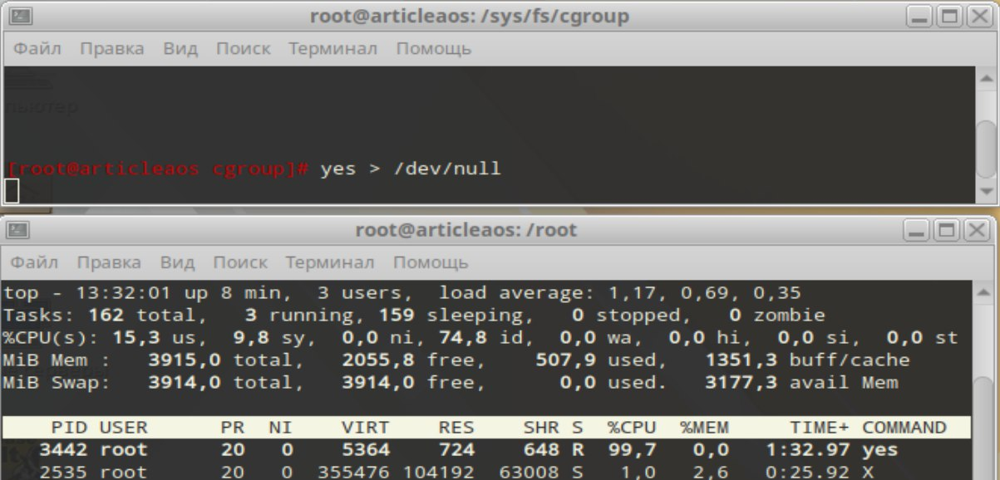 root@articleaos: /sys/fs/cgroup
Файл Правка Вид Поиск Терминал Помощь
[root@articleaos cgroup]# yes > /dev/null
root@articleaos: /root
Файл Правка Вид Поиск Терминал Помощь
top - 13:32:01 up 8 min, 3 users, load average: 1,17, 0,69, 0,35
Tasks: 162 total, 3 running, 159 sleeping, 0 stopped, 0 zombie
%CPU(s): 15,3 us, 9,8 sy, 0,0 ni, 74,8 id, 0,0 wa, 0,0 hi, 0,0 si, 0,0 st
MiB Mem : 3915,0 total, 2055,8 free, 507,9 used, 1351,3 buff/cache
MiB Swap: 3914,0 total, 3914,0 free, 0,0 used. 3177,3 avail Mem
PID USER PR NI VIRT RES SHR S %CPU %MEM TIME+ COMMAND
3442 root 20 0 5364 724 648 R 99,7 0,0 1:32.97 yes
2535 root 20 0 355476 104192 63008 S 1,0 2,6 0:25.92 X